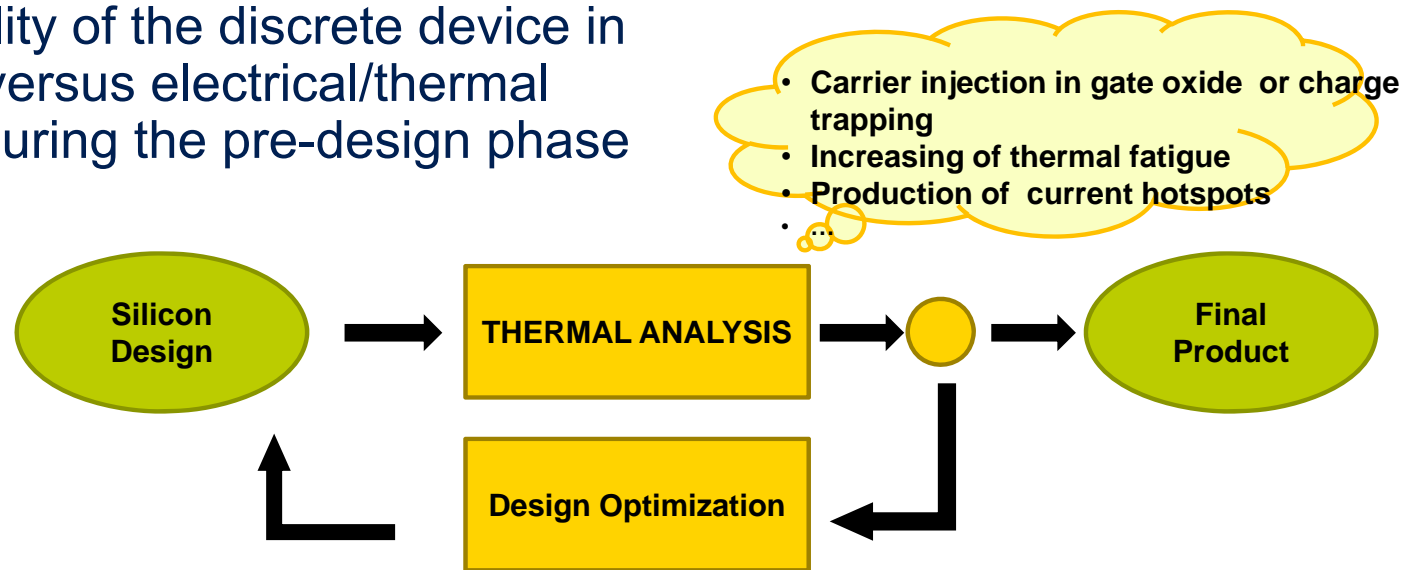 lity of the discrete device in
versus electrical/thermal
uring the pre-design phase
• Carrier injection in gate oxide or charge
trapping
• Increasing of thermal fatigue
• Production of current hotspots
• ...
Silicon
Design
THERMAL ANALYSIS
Final
Product
Design Optimization